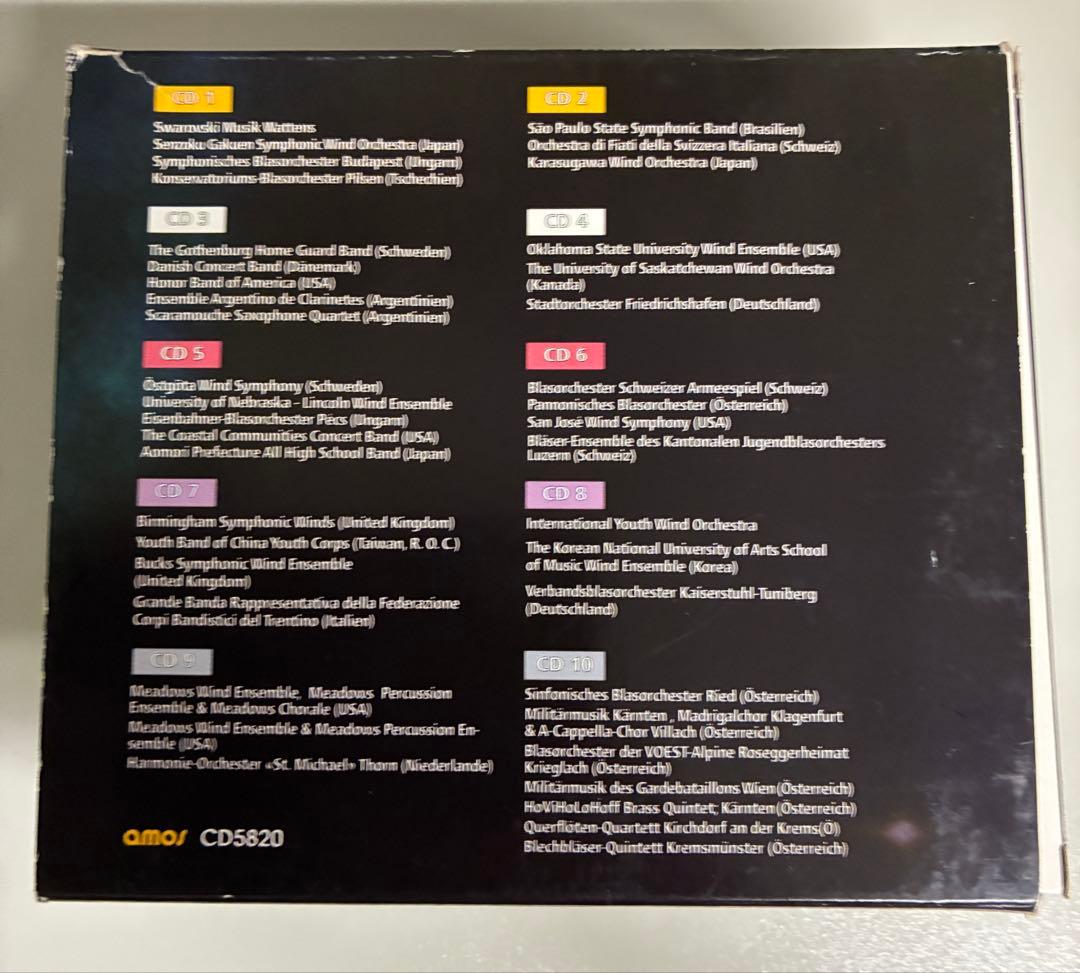 CD 1
Swarovski Musik Wattens
Senzoku Gakuen Symphonic Wind Orchestra (Japan)
Symphonisches Blasorchester Budapest (Ungarn)
Konservatoriums-Blasorchester Pilsen (Tschechien)
CD 2
São Paulo State Symphonic Band (Brasilien)
Orchestra di Fiati della Svizzera Italiana (Schweiz)
Karasugawa Wind Orchestra (Japan)
CD 3
The Gothenburg Home Guard Band (Schweden)
Danish Concert Band (Dänemark)
Honor Band of America (USA)
Ensemble Argentino de Clarinetes (Argentinien)
Szaramouche Saxophone Quartet (Argentinien)
CD 4
Oklahoma State University Wind Ensemble (USA)
The University of Saskatchewan Wind Orchestra
(Kanada)
Stadtorchester Friedrichshafen (Deutschland)
CD 5
Östgöta Wind Symphony (Schweden)
University of Nebraska - Lincoln Wind Ensemble
Eisenbahner-Blasorchester Pécs (Ungarn)
The Coastal Communities Concert Band (USA)
Aomori Prefecture All High School Band (Japan)
CD 6
Blasorchester Schweizer Armeespiel (Schweiz)
Pannonisches Blasorchester (Österreich)
San José Wind Symphony (USA)
Bläser-Ensemble des Kantonalen Jugendblasorchesters
Luzern (Schweiz)
CD 7
Birmingham Symphonic Winds (United Kingdom)
Youth Band of China Youth Corps (Taiwan, R. O. C.)
Bucks Symphonic Wind Ensemble
(United Kingdom)
Grande Banda Rappresentativa della Federazione
Corpi Bandistici del Trentino (Italien)
CD 8
International Youth Wind Orchestra
The Korean National University of Arts School
of Music Wind Ensemble (Korea)
Verbandsblasorchester Kaiserstuhl-Tuniberg
(Deutschland)
CD 9
Meadows Wind Ensemble, Meadows Percussion
Ensemble & Meadows Chorale (USA)
Meadows Wind Ensemble & Meadows Percussion En-
semble (USA)
Harmonie-Orchester «St. Michael» Thorn (Niederlande)
CD 10
Sinfonisches Blasorchester Ried (Österreich)
Militärmusik Kärnten , Madrigalchor Klagenfurt
& A-Cappella-Chor Villach (Österreich)
Blasorchester der VOEST-Alpine Roseggerheimat
Krieglach (Österreich)
Militärmusik des Gardebataillons Wien (Österreich)
HoViHoLoHoff Brass Quintet, Kärnten (Österreich)
Querflöten-Quartett Kirchdorf an der Krems(Ö)
Blechbläser-Quintett Kremsmünster (Österreich)
amos CD5820